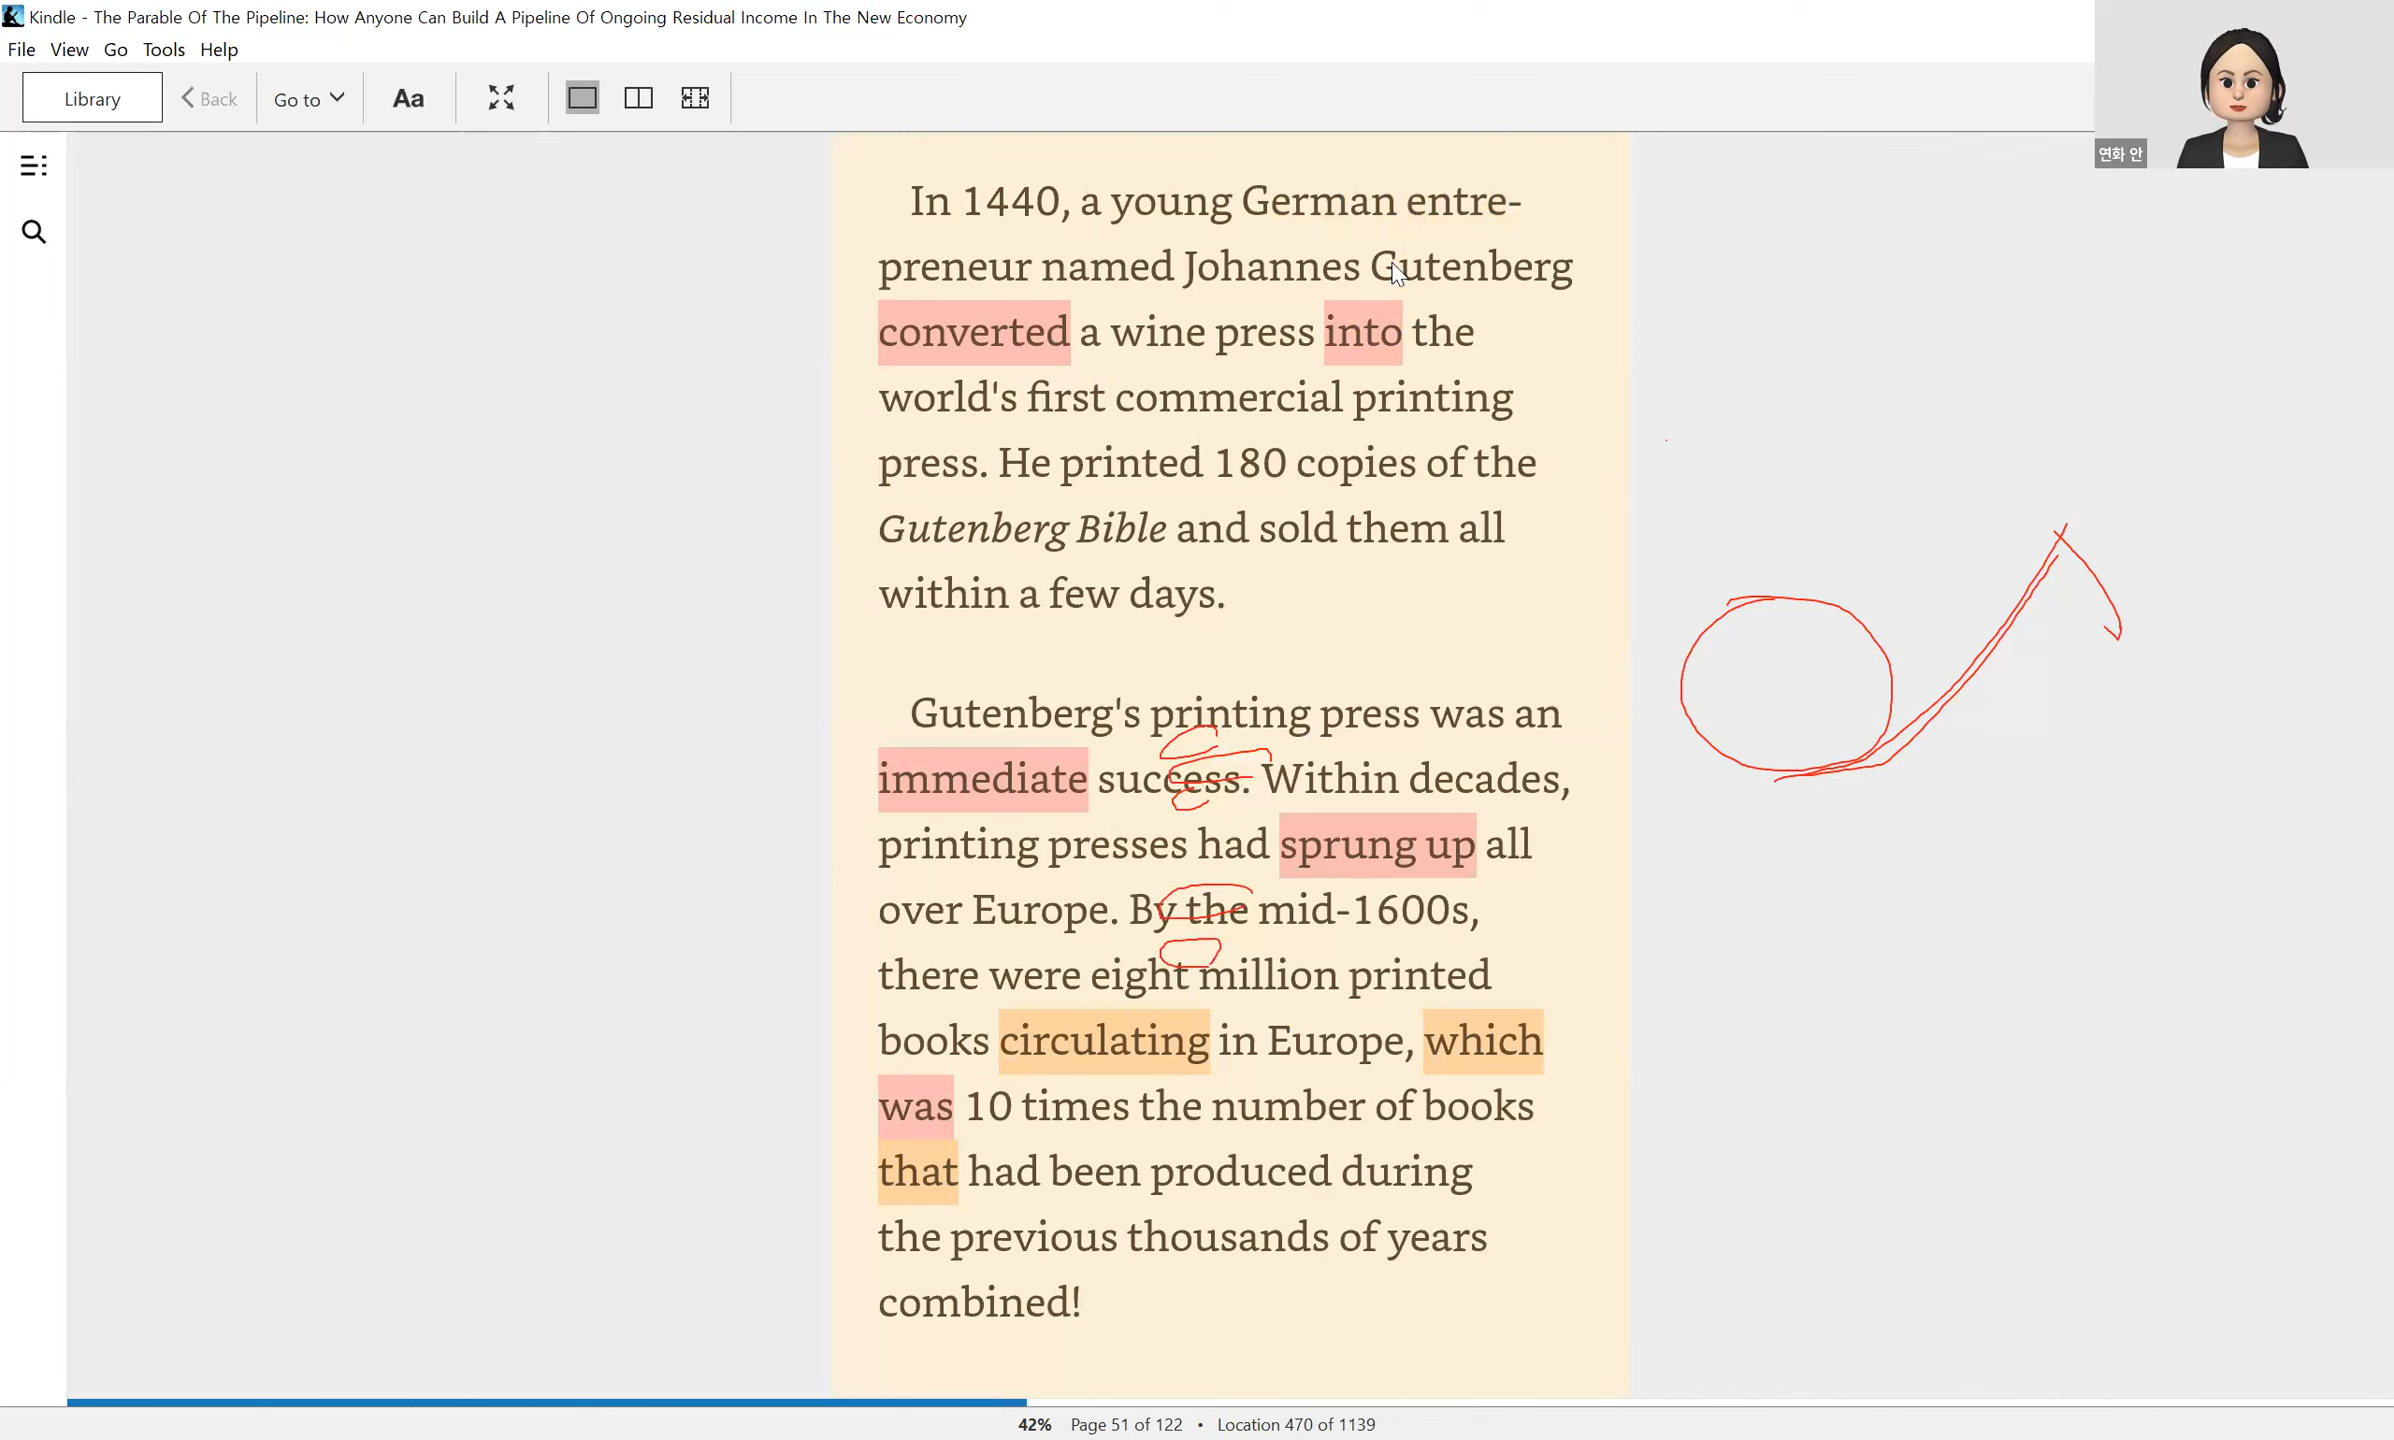 Kindle - The Parable Of The Pipeline: How Anyone Can Build A Pipeline Of Ongoing Residual Income In The New Economy
File View Go Tools Help
Library Back Go to Aa
연화 안
In 1440, a young German entre-
preneur named Johannes Gutenberg
converted a wine press into the
world's first commercial printing
press. He printed 180 copies of the
Gutenberg Bible and sold them all
within a few days.
Gutenberg's printing press was an
immediate success. Within decades,
printing presses had sprung up all
over Europe. By the mid-1600s,
there were eight million printed
books circulating in Europe, which
was 10 times the number of books
that had been produced during
the previous thousands of years
combined!
42% Page 51 of 122 • Location 470 of 1139